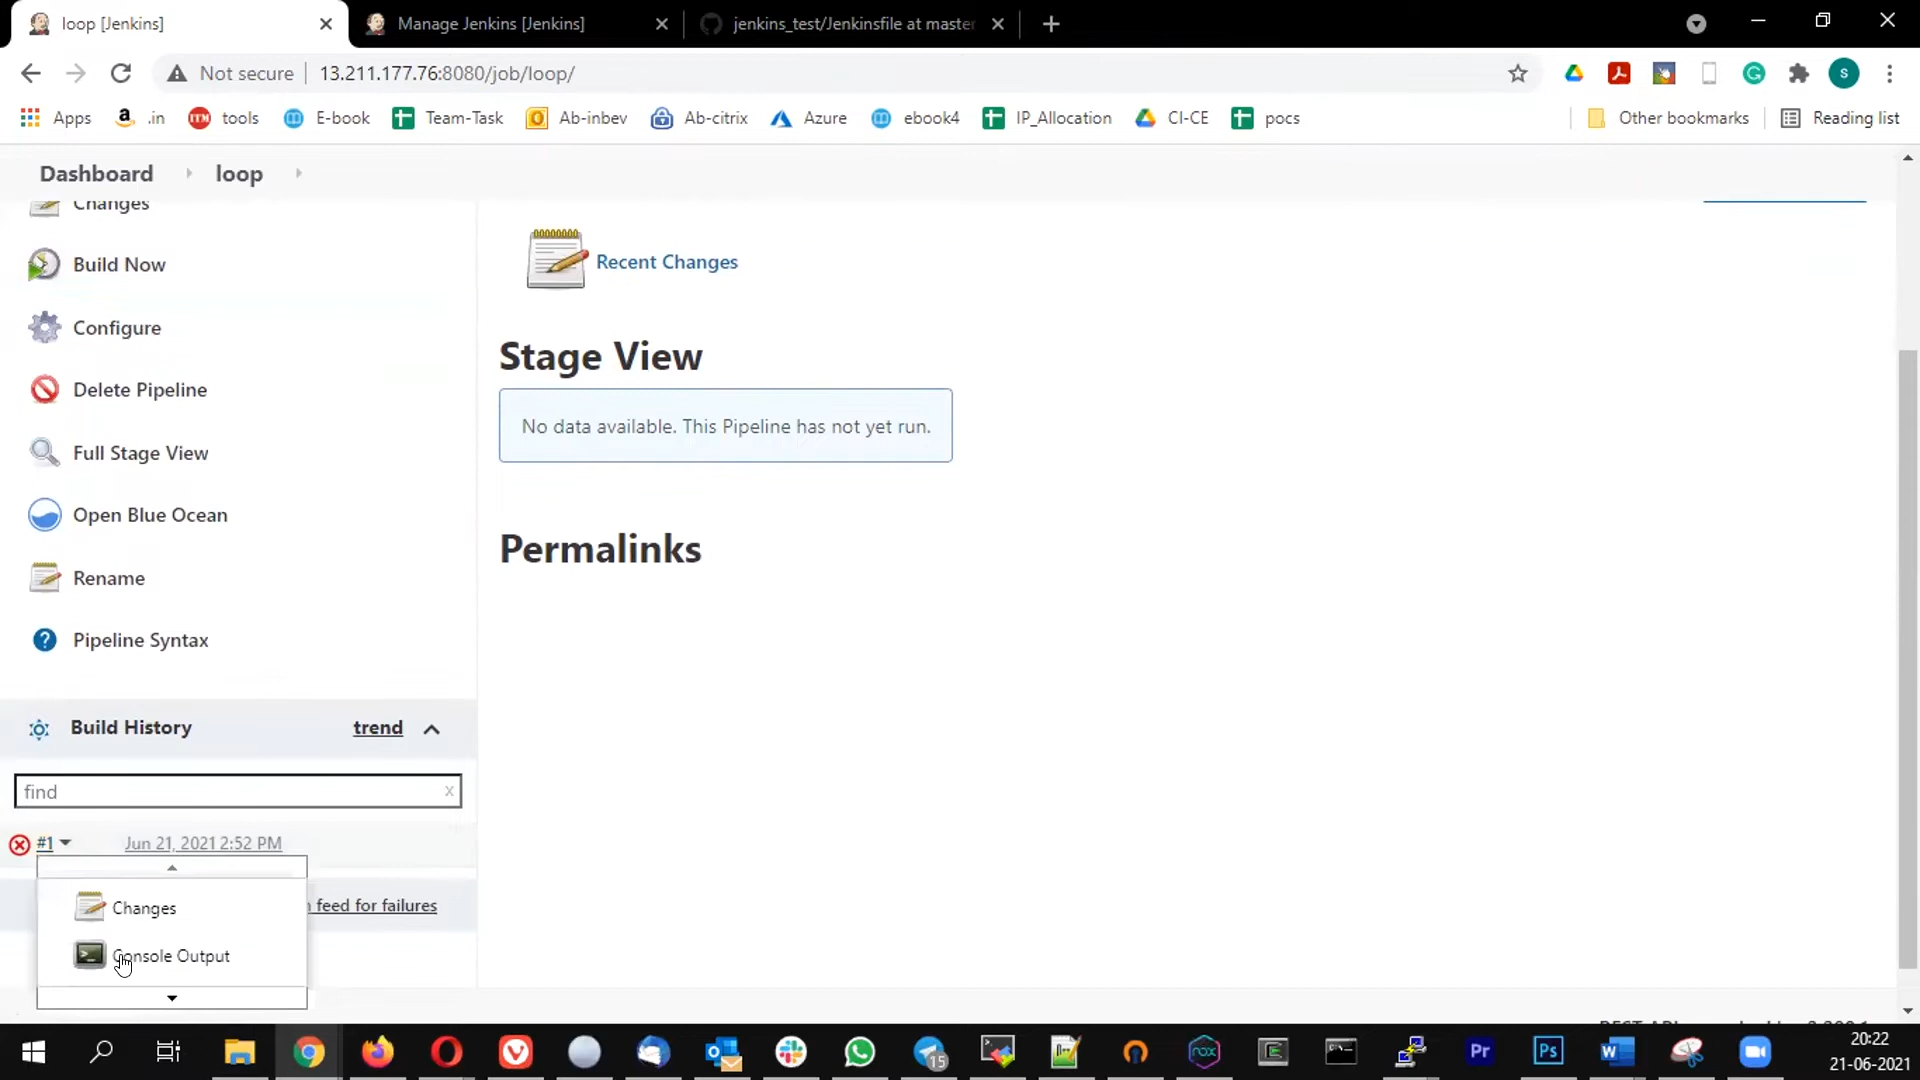 loop [Jenkins]
Manage Jenkins [Jenkins]
jenkins_test/Jenkinsfile at master
Not secure
13.211.177.76:8080/job/loop/
S
Apps
.in
tools
E-book
Team-Task
Ab-inbev
Ab-citrix
Azure
ebook4
IP_Allocation
CI-CE
pocs
Other bookmarks
Reading list
Dashboard
loop
Changes
Build Now
Configure
Delete Pipeline
Full Stage View
Open Blue Ocean
Rename
Pipeline Syntax
Recent Changes
Stage View
No data available. This Pipeline has not yet run.
Permalinks
Build History
trend
find
x
#1
Jun 21, 2021 2:52 PM
feed for failures
Changes
Console Output
15
nox
Pr
Ps
W
20:22
21-06-2021